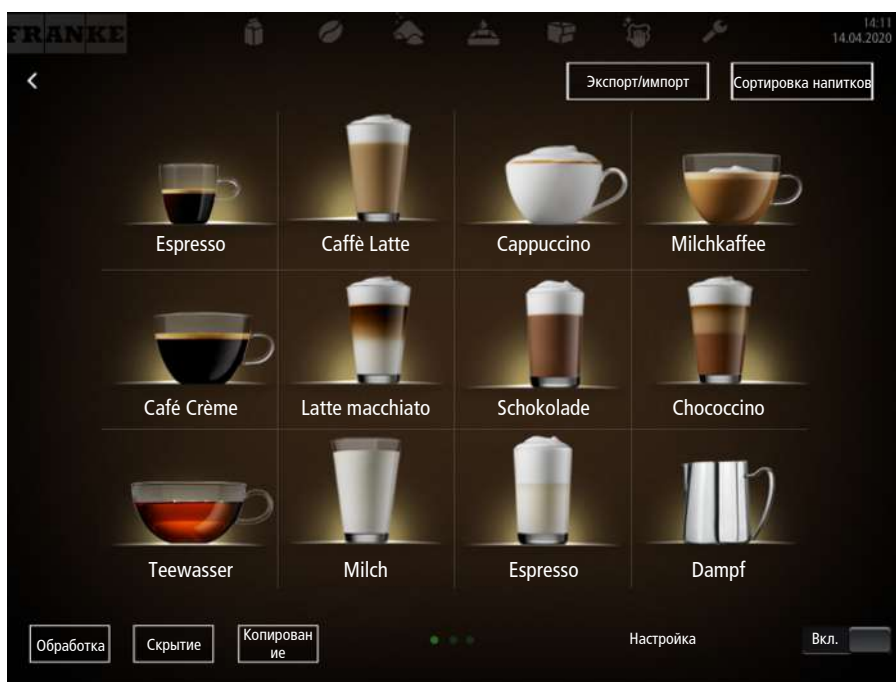 FRANKE
14:11
14.04.2020
Экспорт/импорт
Сортировка напитков
Espresso
Caffè Latte
Cappuccino
Milchkaffee
Café Crème
Latte macchiato
Schokolade
Chococcino
Teewasser
Milch
Espresso
Dampf
Обработка
Скрытие
Копирован
ие
Настройка
Вкл.